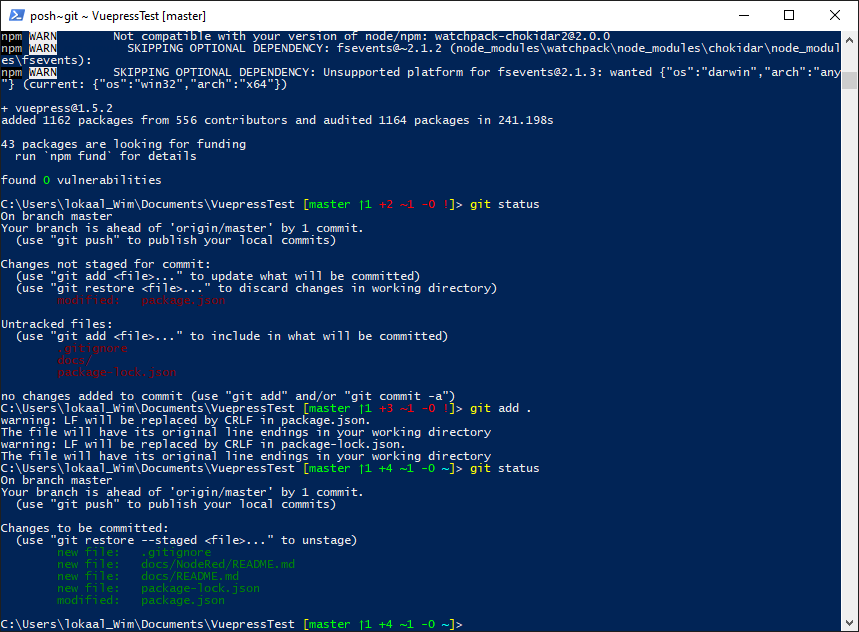 posh~git ~ VuepressTest [master]
npm WARN        Not compatible with your version of node/npm: watchpack-chokidar2@2.0.0
npm WARN          SKIPPING OPTIONAL DEPENDENCY: fsevents@~2.1.2 (node_modules\watchpack\node_modules\chokidar\node_modul
es\fsevents):
npm WARN        SKIPPING OPTIONAL DEPENDENCY: Unsupported platform for fsevents@2.1.3: wanted {"os":"darwin","arch":"any
"} (current: {"os":"win32","arch":"x64"})
+ vuepress@1.5.2
added 1162 packages from 556 contributors and audited 1164 packages in 241.198s
43 packages are looking for funding
  run `npm fund` for details
found 0 vulnerabilities
C:\Users\lokaal_Wim\Documents\VuepressTest [master ↑1 +2 ~1 -0 !]> git status
On branch master
Your branch is ahead of 'origin/master' by 1 commit.
  (use "git push" to publish your local commits)
Changes not staged for commit:
  (use "git add <file>..." to update what will be committed)
  (use "git restore <file>..." to discard changes in working directory)
        modified:   package.json
Untracked files:
  (use "git add <file>..." to include in what will be committed)
        .gitignore
        docs/
        package-lock.json
no changes added to commit (use "git add" and/or "git commit -a")
C:\Users\lokaal_Wim\Documents\VuepressTest [master ↑1 +3 ~1 -0 !]> git add .
warning: LF will be replaced by CRLF in package.json.
The file will have its original line endings in your working directory
warning: LF will be replaced by CRLF in package-lock.json.
The file will have its original line endings in your working directory
C:\Users\lokaal_Wim\Documents\VuepressTest [master ↑1 +4 ~1 -0 ~]> git status
On branch master
Your branch is ahead of 'origin/master' by 1 commit.
  (use "git push" to publish your local commits)
Changes to be committed:
  (use "git restore --staged <file>..." to unstage)
        new file:   .gitignore
        new file:   docs/NodeRed/README.md
        new file:   docs/README.md
        new file:   package-lock.json
        modified:   package.json
C:\Users\lokaal_Wim\Documents\VuepressTest [master ↑1 +4 ~1 -0 ~]>